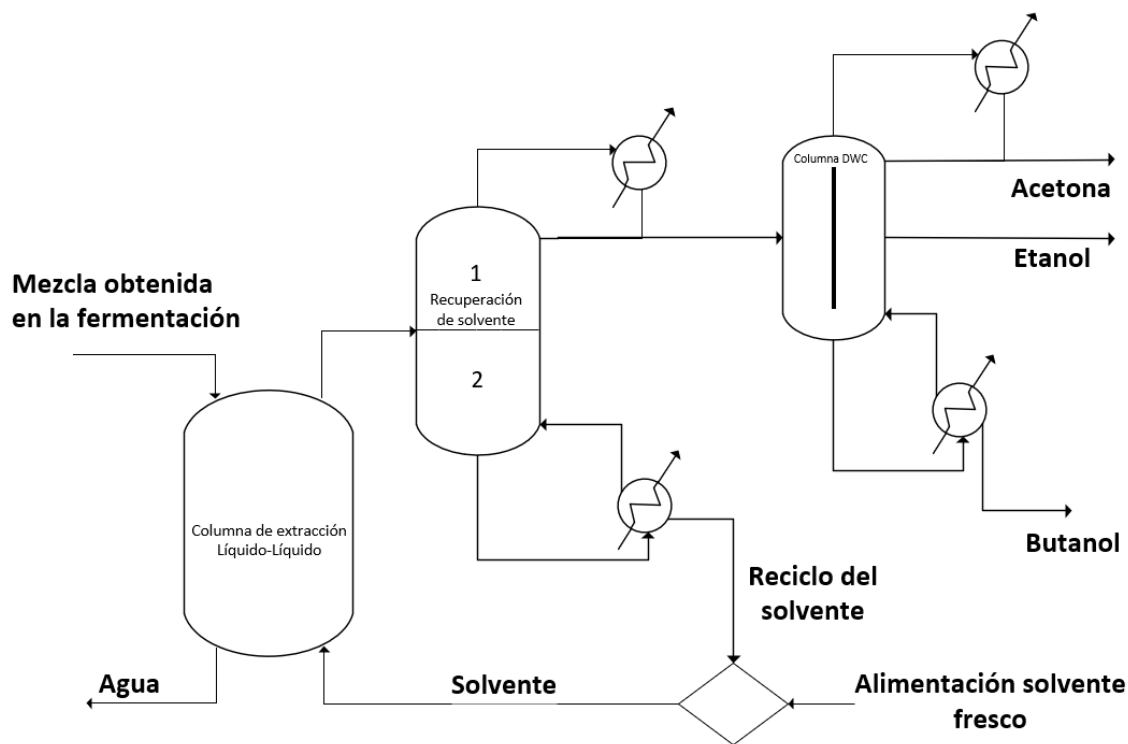 Columna DWC
Acetona
Etanol
Mezcla obtenida
en la fermentación
1
Recuperación
de solvente
2
Columna de extracción
Líquido-Líquido
Butanol
Reciclo del
solvente
Agua
Solvente
Alimentación solvente
fresco